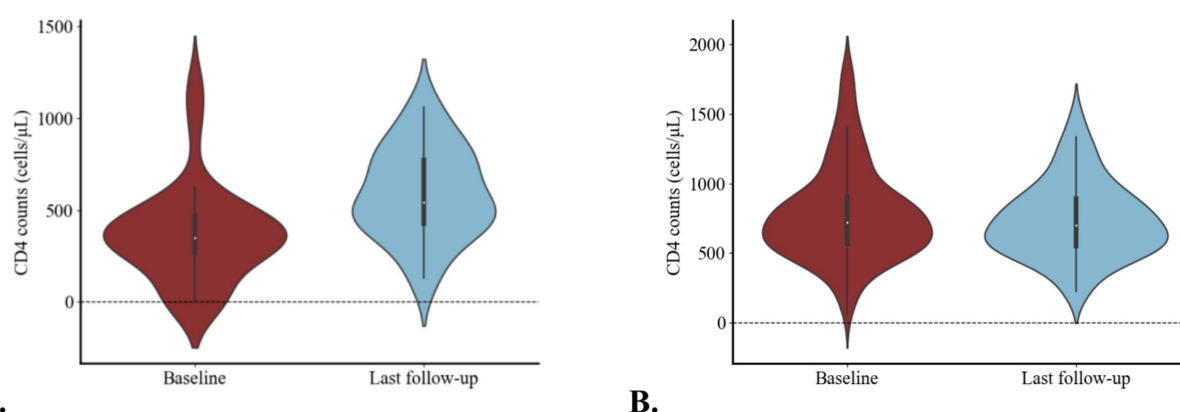 1500
1000
500
0
CD4 counts (cells/μL)
Baseline
Last follow-up
.
2000
1500
1000
500
0
CD4 counts (cells/μL)
Baseline
Last follow-up
B.